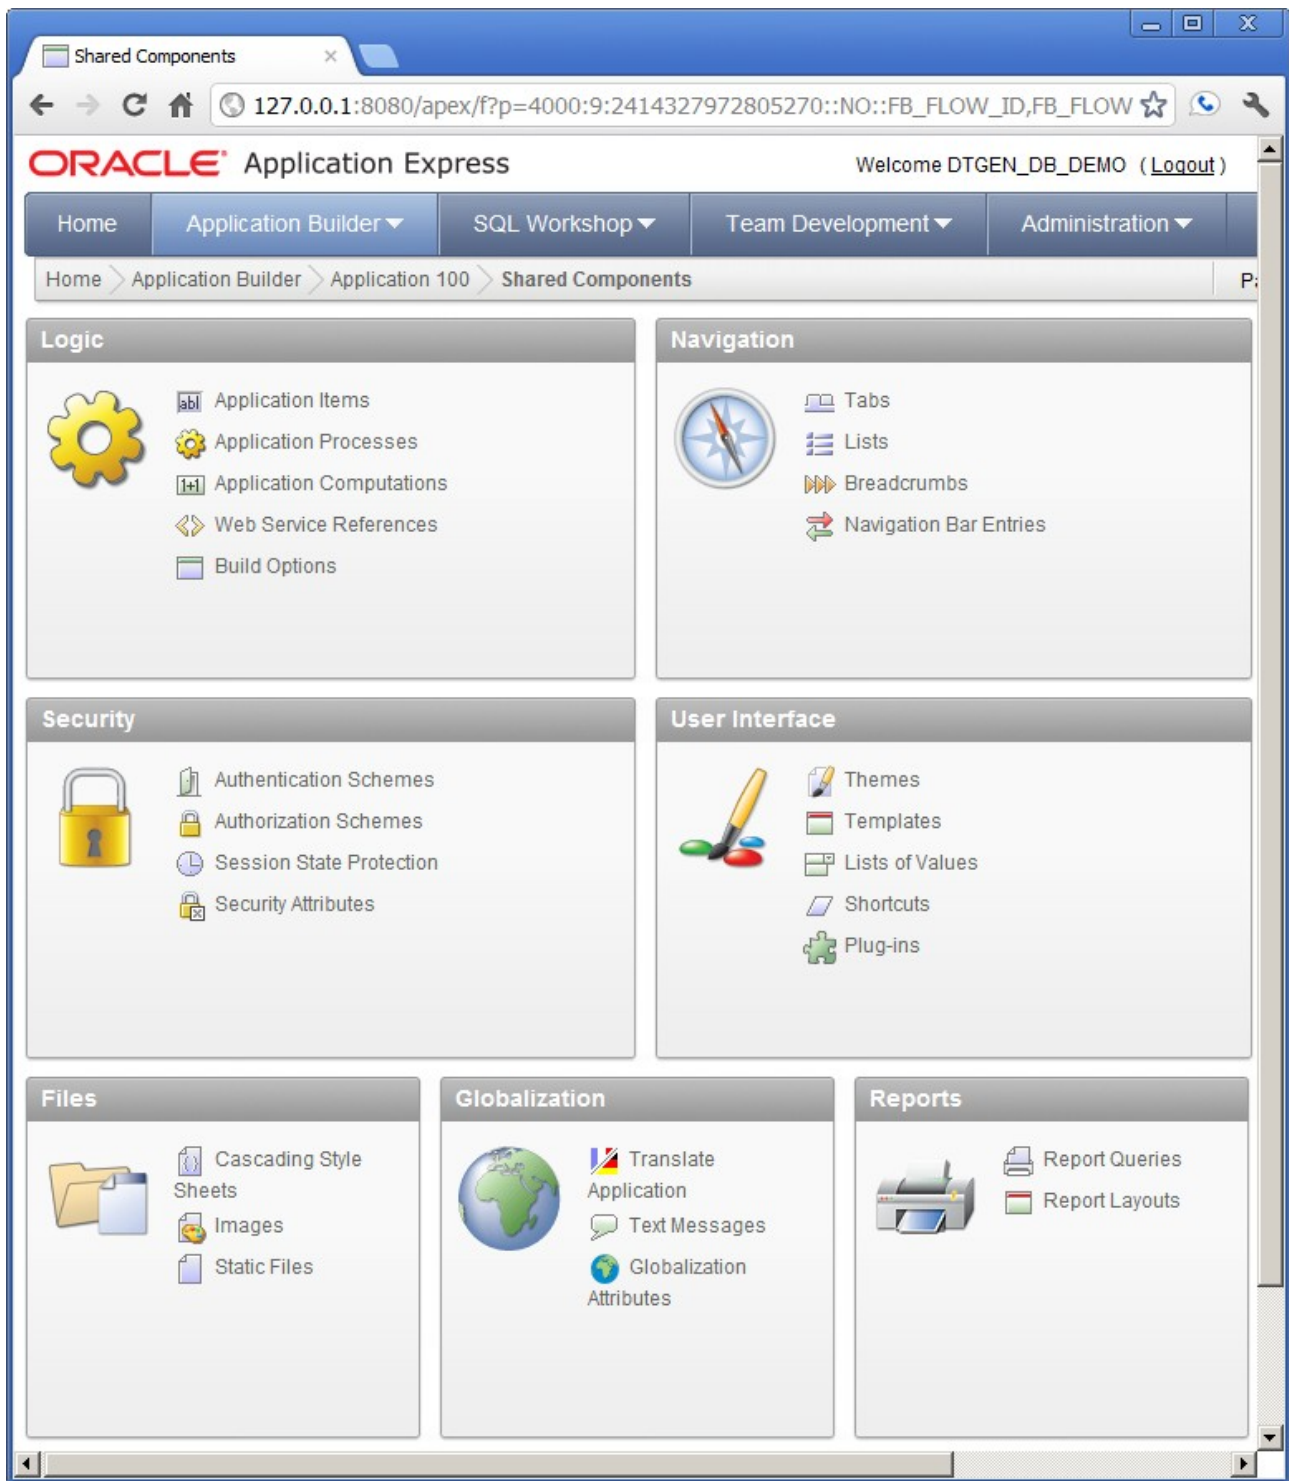 Shared Components
127.0.0.1:8080/apex/f?p=4000:9:2414327972805270::NO::FB_FLOW_ID,FB_FLOW
ORACLE Application Express
Welcome DTGEN_DB_DEMO ( Logout )
Home Application Builder SQL Workshop Team Development Administration
Home Application Builder Application 100 Shared Components
Logic
Application Items
Application Processes
1+1 Application Computations
Web Service References
Build Options
Navigation
Tabs
Lists
Breadcrumbs
Navigation Bar Entries
Security
Authentication Schemes
Authorization Schemes
Session State Protection
Security Attributes
User Interface
Themes
Templates
Lists of Values
Shortcuts
Plug-ins
Files
Cascading Style
Sheets
Images
Static Files
Globalization
Translate
Application
Text Messages
Globalization
Attributes
Reports
Report Queries
Report Layouts